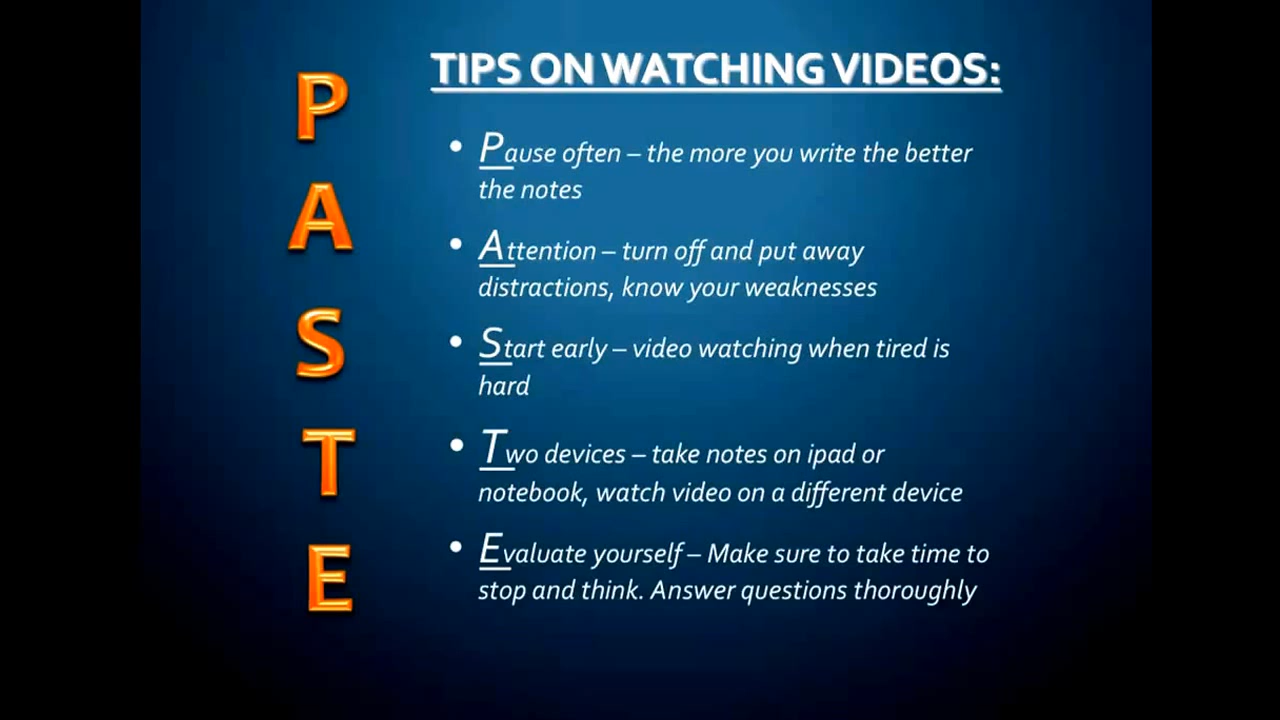 P
A
S
T
E
TIPS ON WATCHING VIDEOS:
• Pause often – the more you write the better
the notes
• Attention – turn off and put away
distractions, know your weaknesses
• Start early – video watching when tired is
hard
• Two devices – take notes on ipad or
notebook, watch video on a different device
• Evaluate yourself – Make sure to take time to
stop and think. Answer questions thoroughly